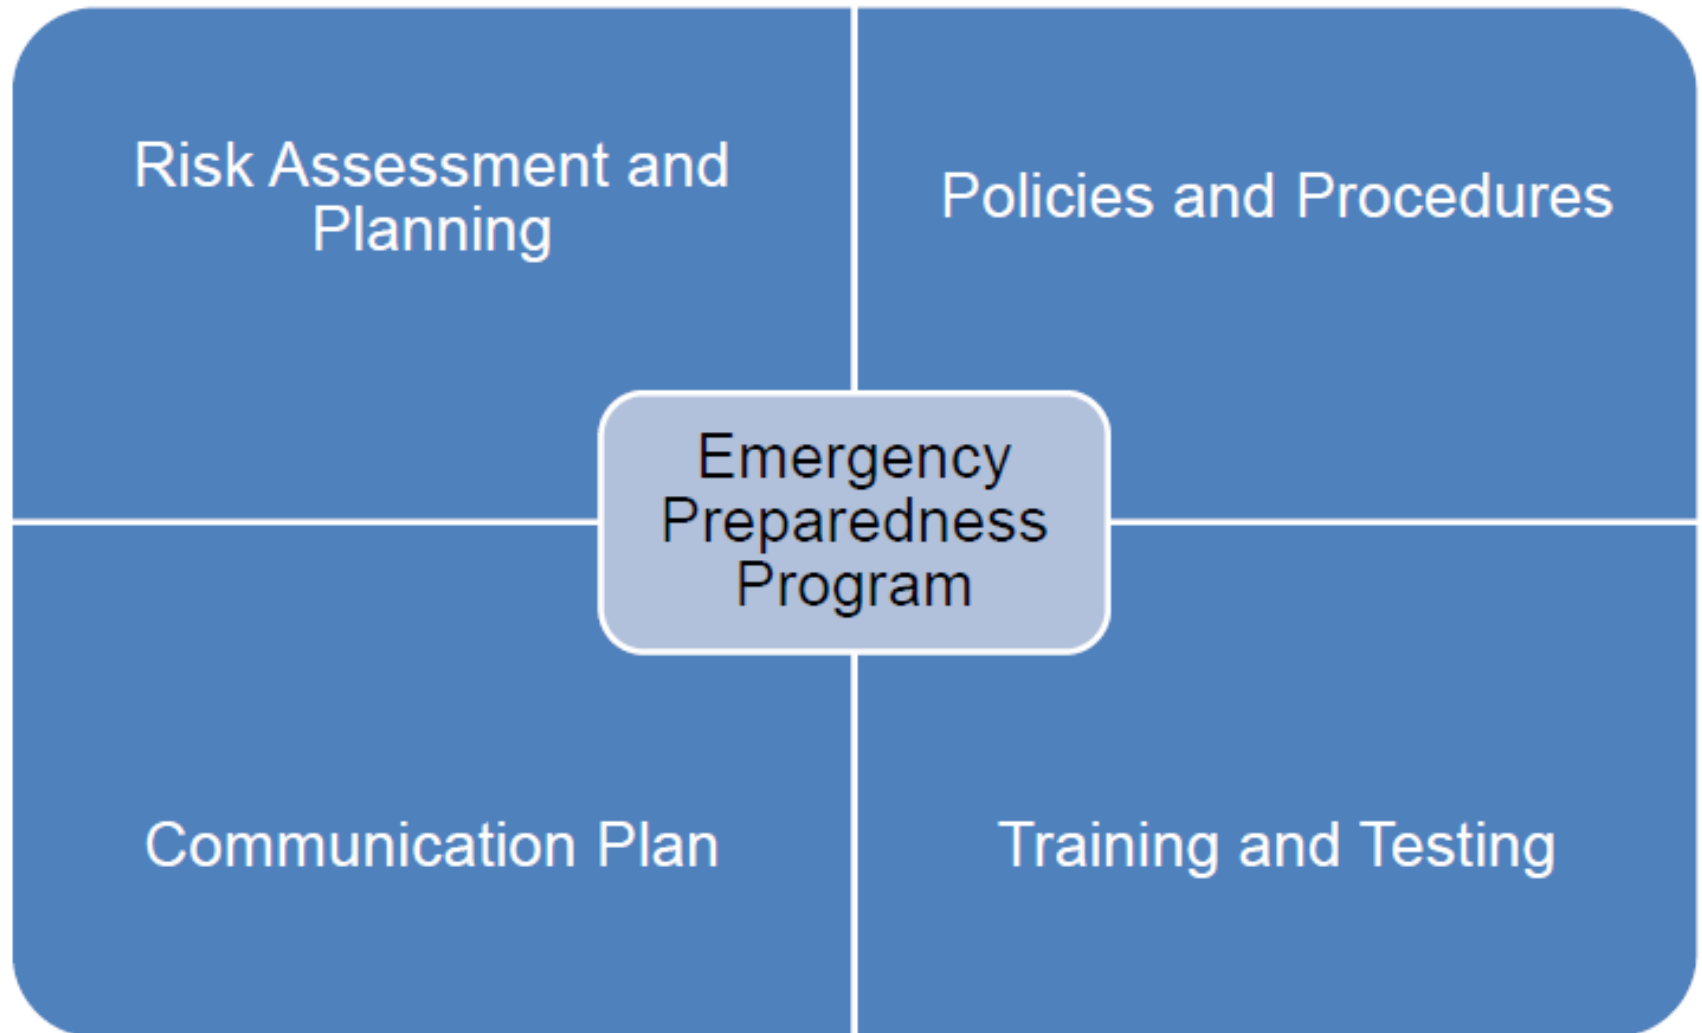 Risk Assessment and
Planning
Policies and Procedures
Emergency
Preparedness
Program
Communication Plan
Training and Testing